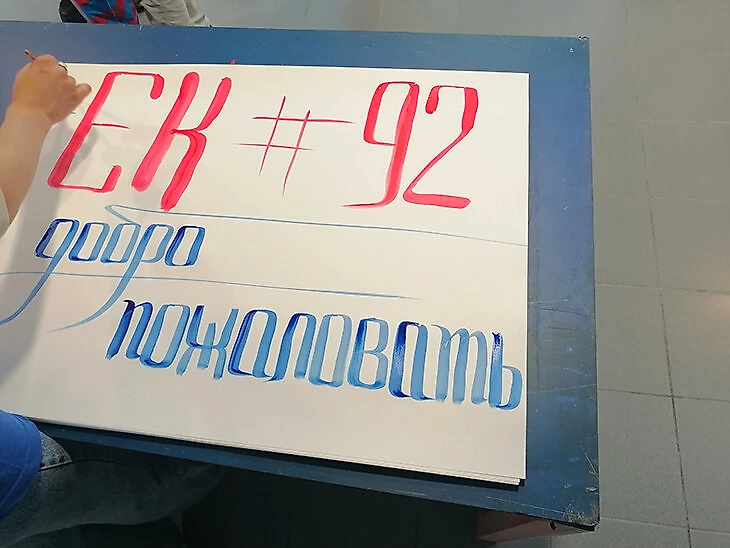 ЕК # 92
добро
пожаловать